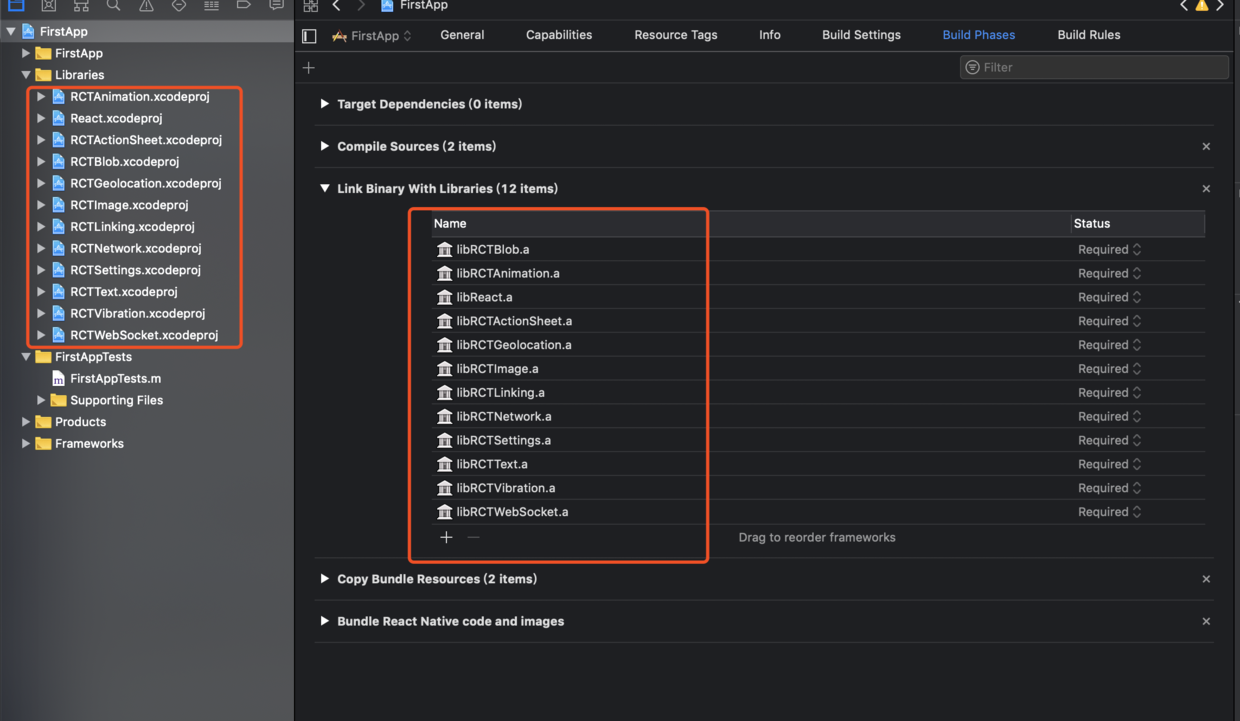 FirstApp
FirstApp
Libraries
RCTAnimation.xcodeproj
React.xcodeproj
RCTActionSheet.xcodeproj
RCTBlob.xcodeproj
RCTGeolocation.xcodeproj
RCTImage.xcodeproj
RCTLinking.xcodeproj
RCTNetwork.xcodeproj
RCTSettings.xcodeproj
RCTText.xcodeproj
RCTVibration.xcodeproj
RCTWebSocket.xcodeproj
FirstAppTests
m FirstAppTests.m
Supporting Files
Products
Frameworks
FirstApp
FirstApp General Capabilities Resource Tags Info Build Settings Build Phases Build Rules
Filter
Target Dependencies (0 items)
Compile Sources (2 items)
Link Binary With Libraries (12 items)
Name Status
libRCTBlob.a Required
libRCTAnimation.a Required
libReact.a Required
libRCTActionSheet.a Required
libRCTGeolocation.a Required
libRCTImage.a Required
libRCTLinking.a Required
libRCTNetwork.a Required
libRCTSettings.a Required
libRCTText.a Required
libRCTVibration.a Required
libRCTWebSocket.a Required
Drag to reorder frameworks
Copy Bundle Resources (2 items)
Bundle React Native code and images